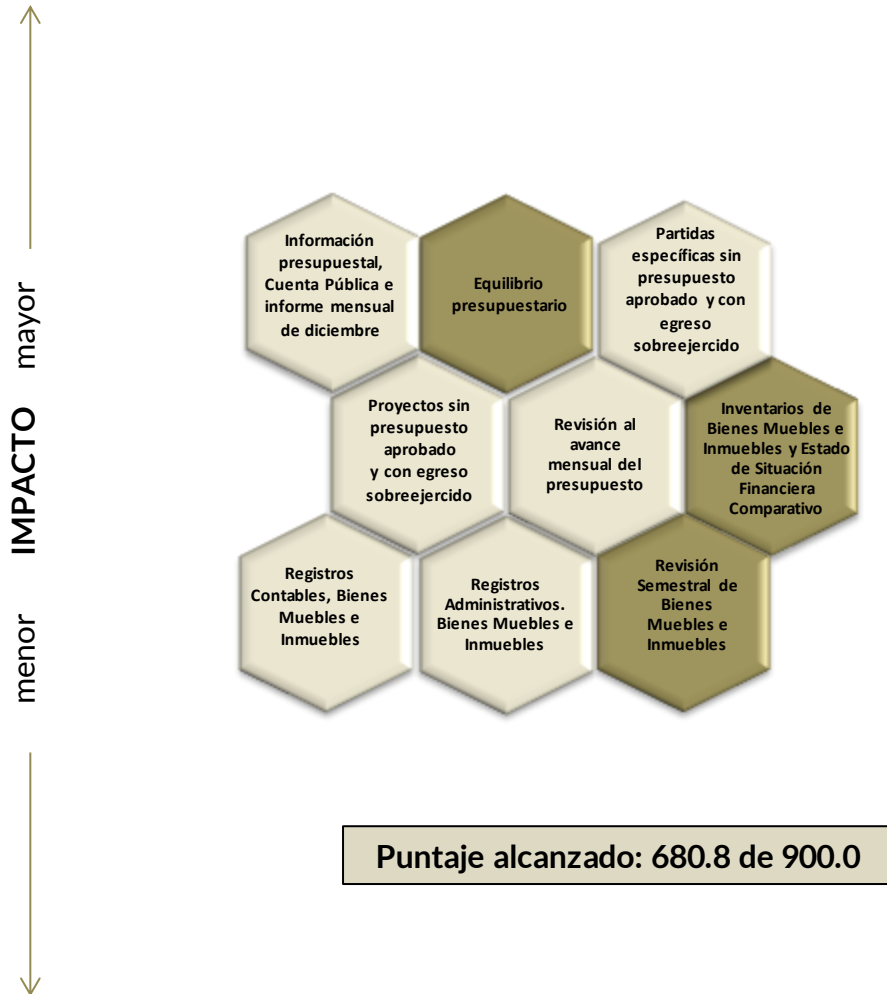 mayor
IMPACTO
menor
Información
presupuestal,
Cuenta Pública e
informe mensual
de diciembre
Equilibrio
presupuestario
Partidas
específicas sin
presupuesto
aprobado y con
egreso
sobreejercido
Proyectos sin
presupuesto
aprobado
y con egreso
sobreejercido
Revisión al
avance
mensual del
presupuesto
Inventarios de
Bienes Muebles e
Inmuebles y Estado
de Situación
Financiera
Comparativo
Registros
Contables, Bienes
Muebles e
Inmuebles
Registros
Administrativos.
Bienes Muebles e
Inmuebles
Revisión
Semestral de
Bienes
Muebles e
Inmuebles
Puntaje alcanzado: 680.8 de 900.0